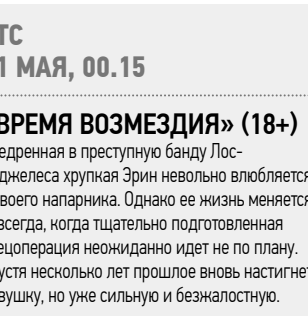 ТС
1 МАЯ, 00.15
ВРЕМЯ ВОЗМЕЗДИЯ» (18+)
едренная в преступную банду Лос-
джелеса хрупкая Эрин невольно влюбляется
воего напарника. Однако ее жизнь меняется
всегда, когда тщательно подготовленная
ецоперация неожиданно идет не по плану.
устя несколько лет прошлое вновь настигнет
вушку, но уже сильную и безжалостную.